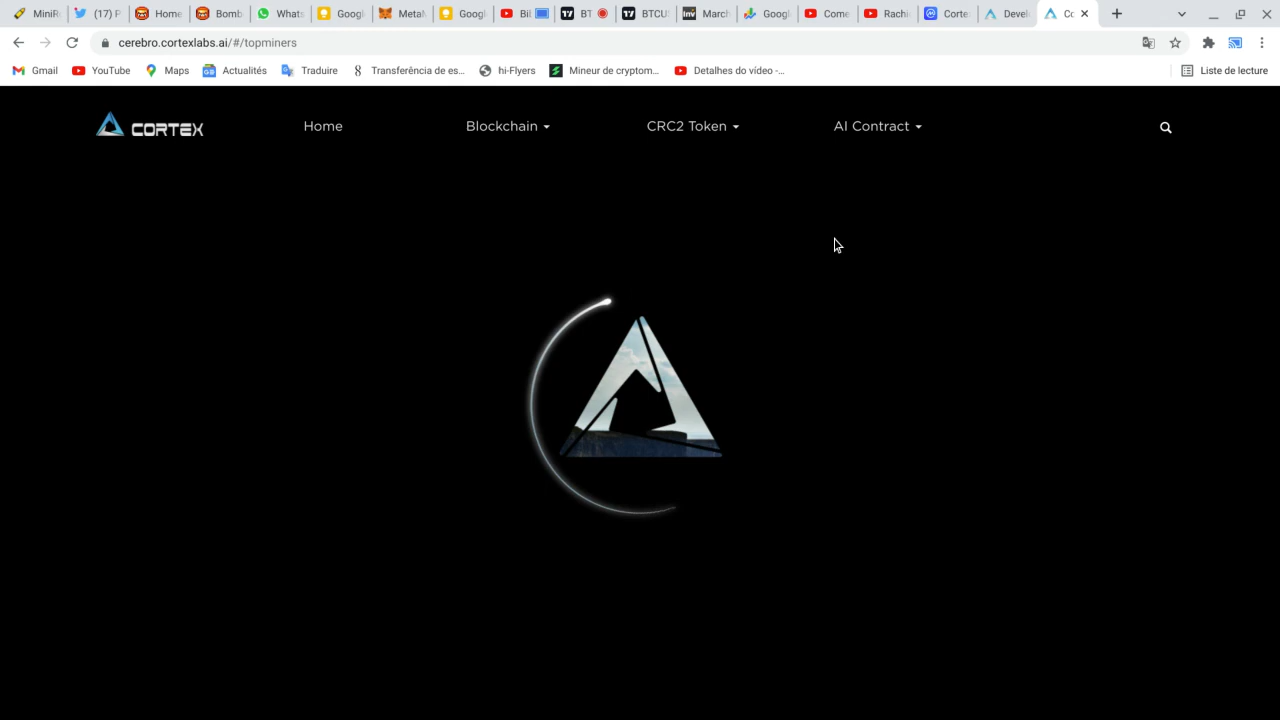 MiniRo
(17) P
Home
Bomb
Whats
Googl
Meta
Googl
Bil
BT
BTCU
March
Googl
Come
Rachi
Corte
Devel
Co
cerebro.cortexlabs.ai/#/topminers
Gmail
YouTube
Maps
Actualités
Traduire
Transferência de es...
hi-Flyers
Mineur de cryptom...
Detalhes do vídeo -...
Liste de lecture
CORTEX
Home
Blockchain
CRC2 Token
AI Contract